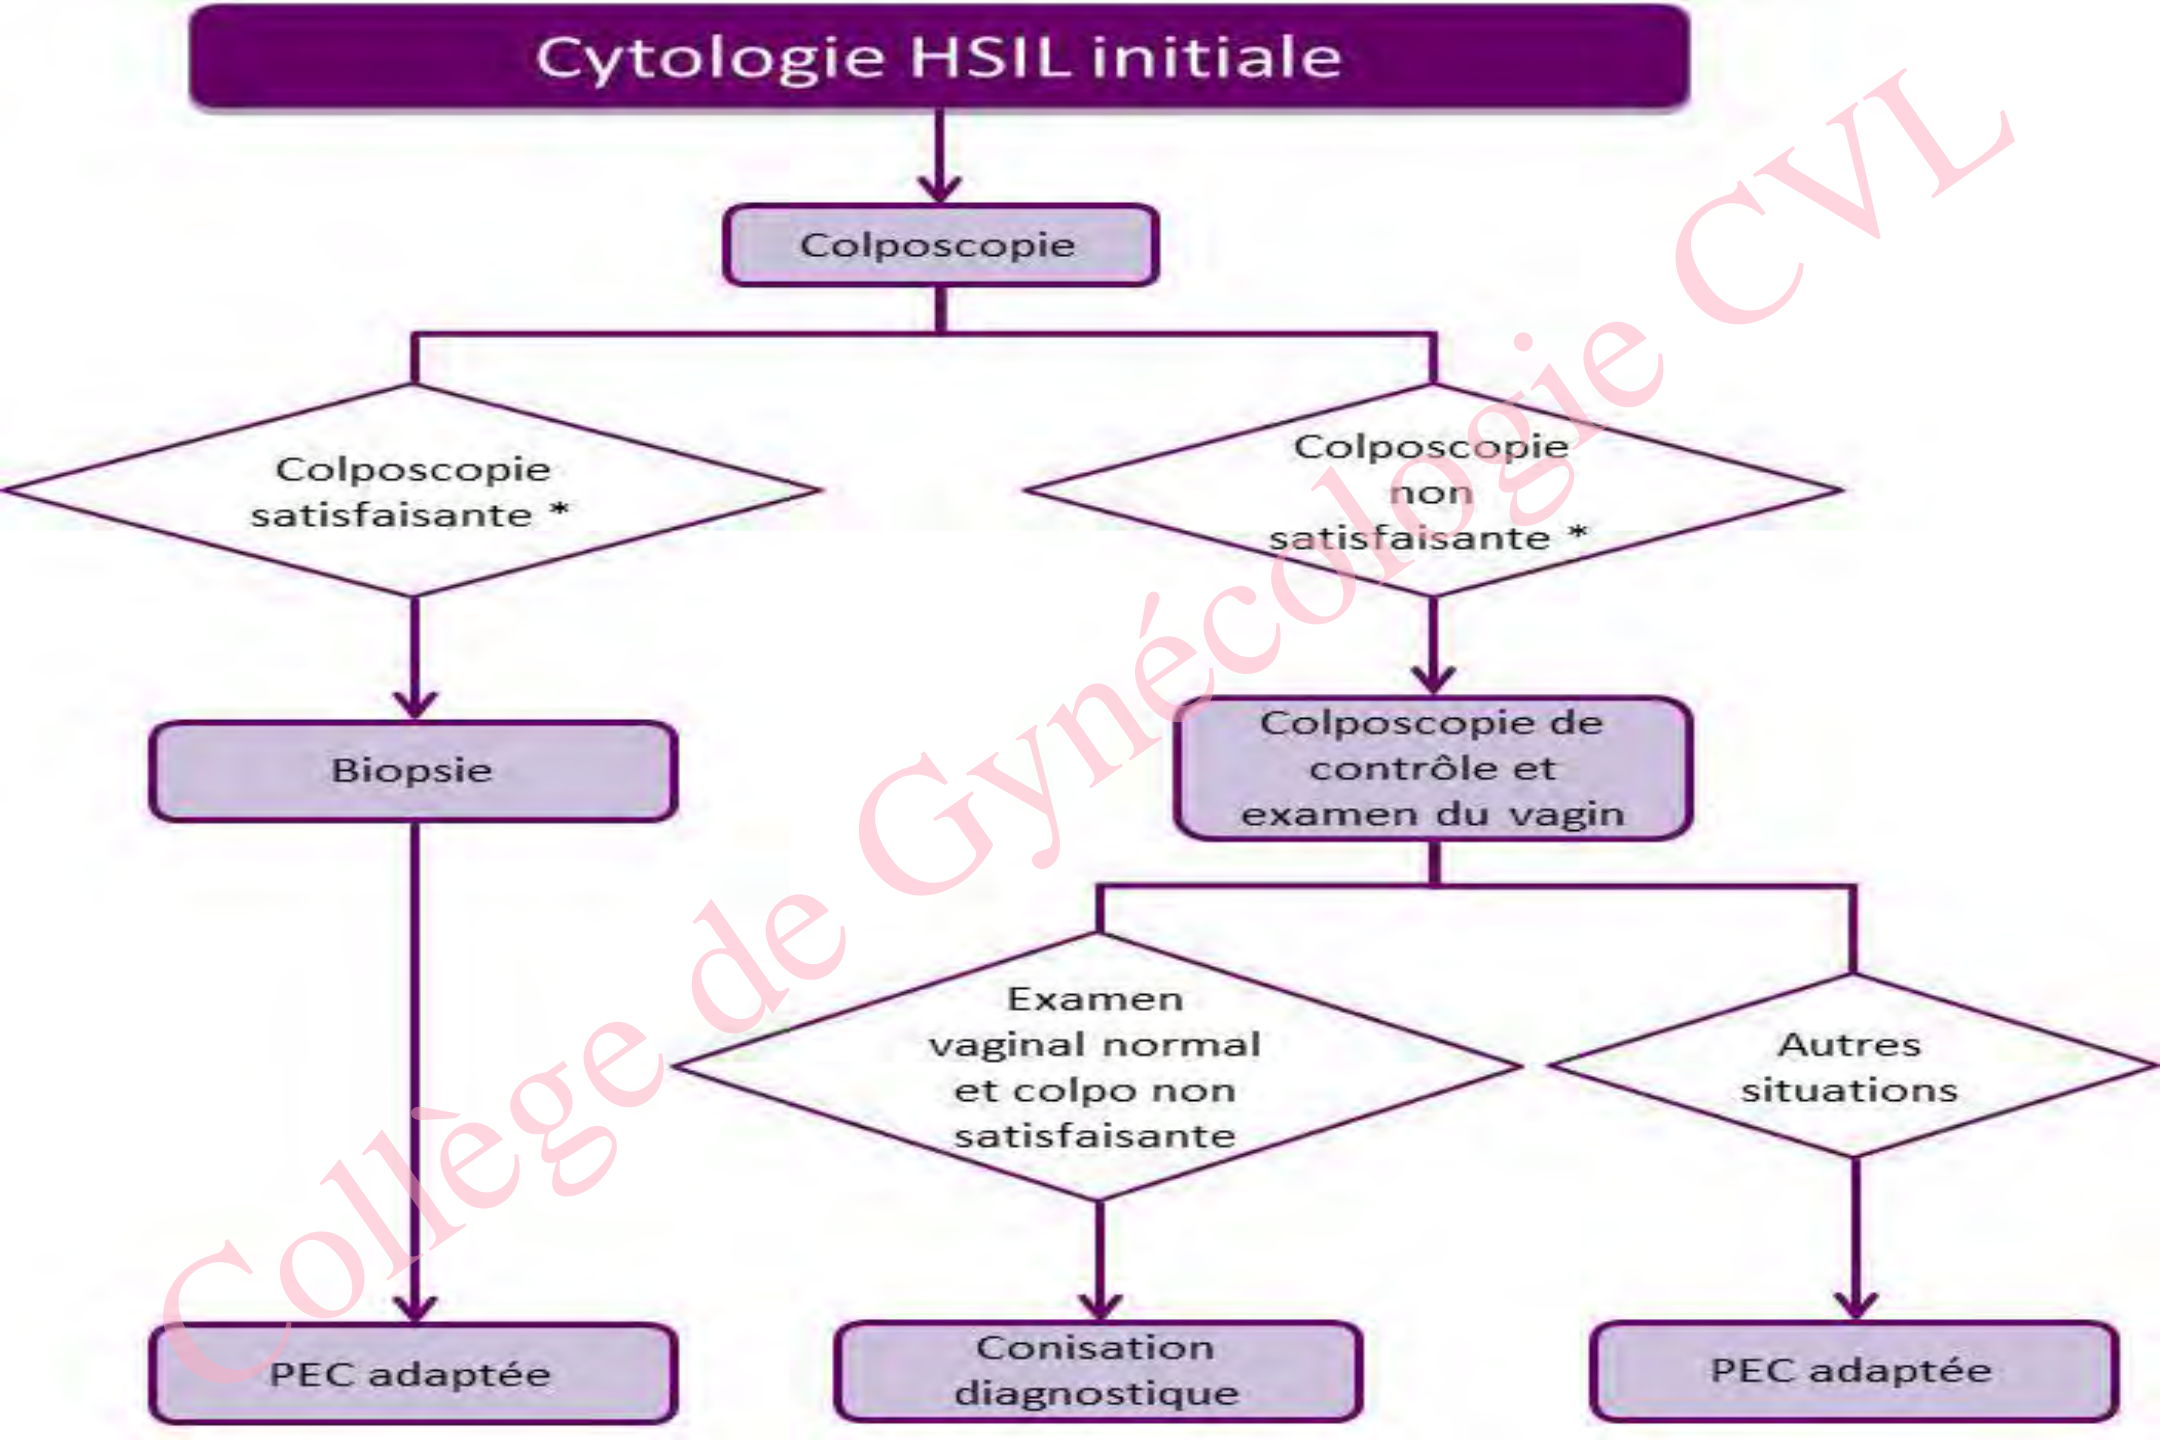 Cytologie HSIL initiale
Colposcopie
Colposcopie
satisfaisante *
Colposcopie
non
satisfaisante *
Biopsie
Colposcopie de
contrôle et
examen du vagin
Examen
vaginal normal
et colpo non
satisfaisante
Autres
situations
PEC adaptée
Conisation
diagnostique
PEC adaptée
Collège de Gynécologie CVL